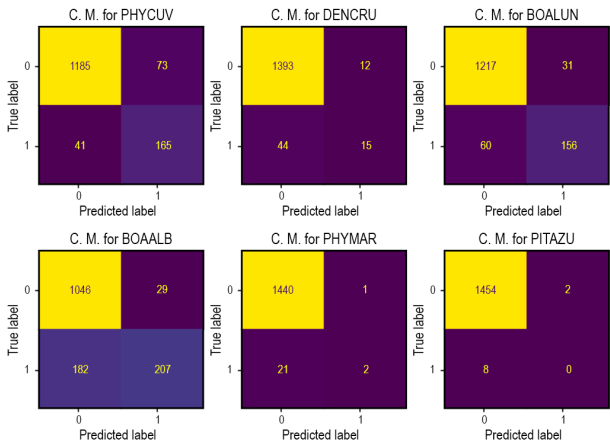 C. M. for PHYCUV
C. M. for DENCRU
C. M. for BOALUN
True label
0
1185
73
1
41
165
0
1
Predicted label
True label
0
1393
12
1
44
15
0
1
Predicted label
True label
0
1217
31
1
60
156
0
1
Predicted label
C. M. for BOAALB
C. M. for PHYMAR
C. M. for PITAZU
True label
0
1046
29
1
182
207
0
1
Predicted label
True label
0
1440
1
1
21
2
0
1
Predicted label
True label
0
1454
2
1
8
0
0
1
Predicted label